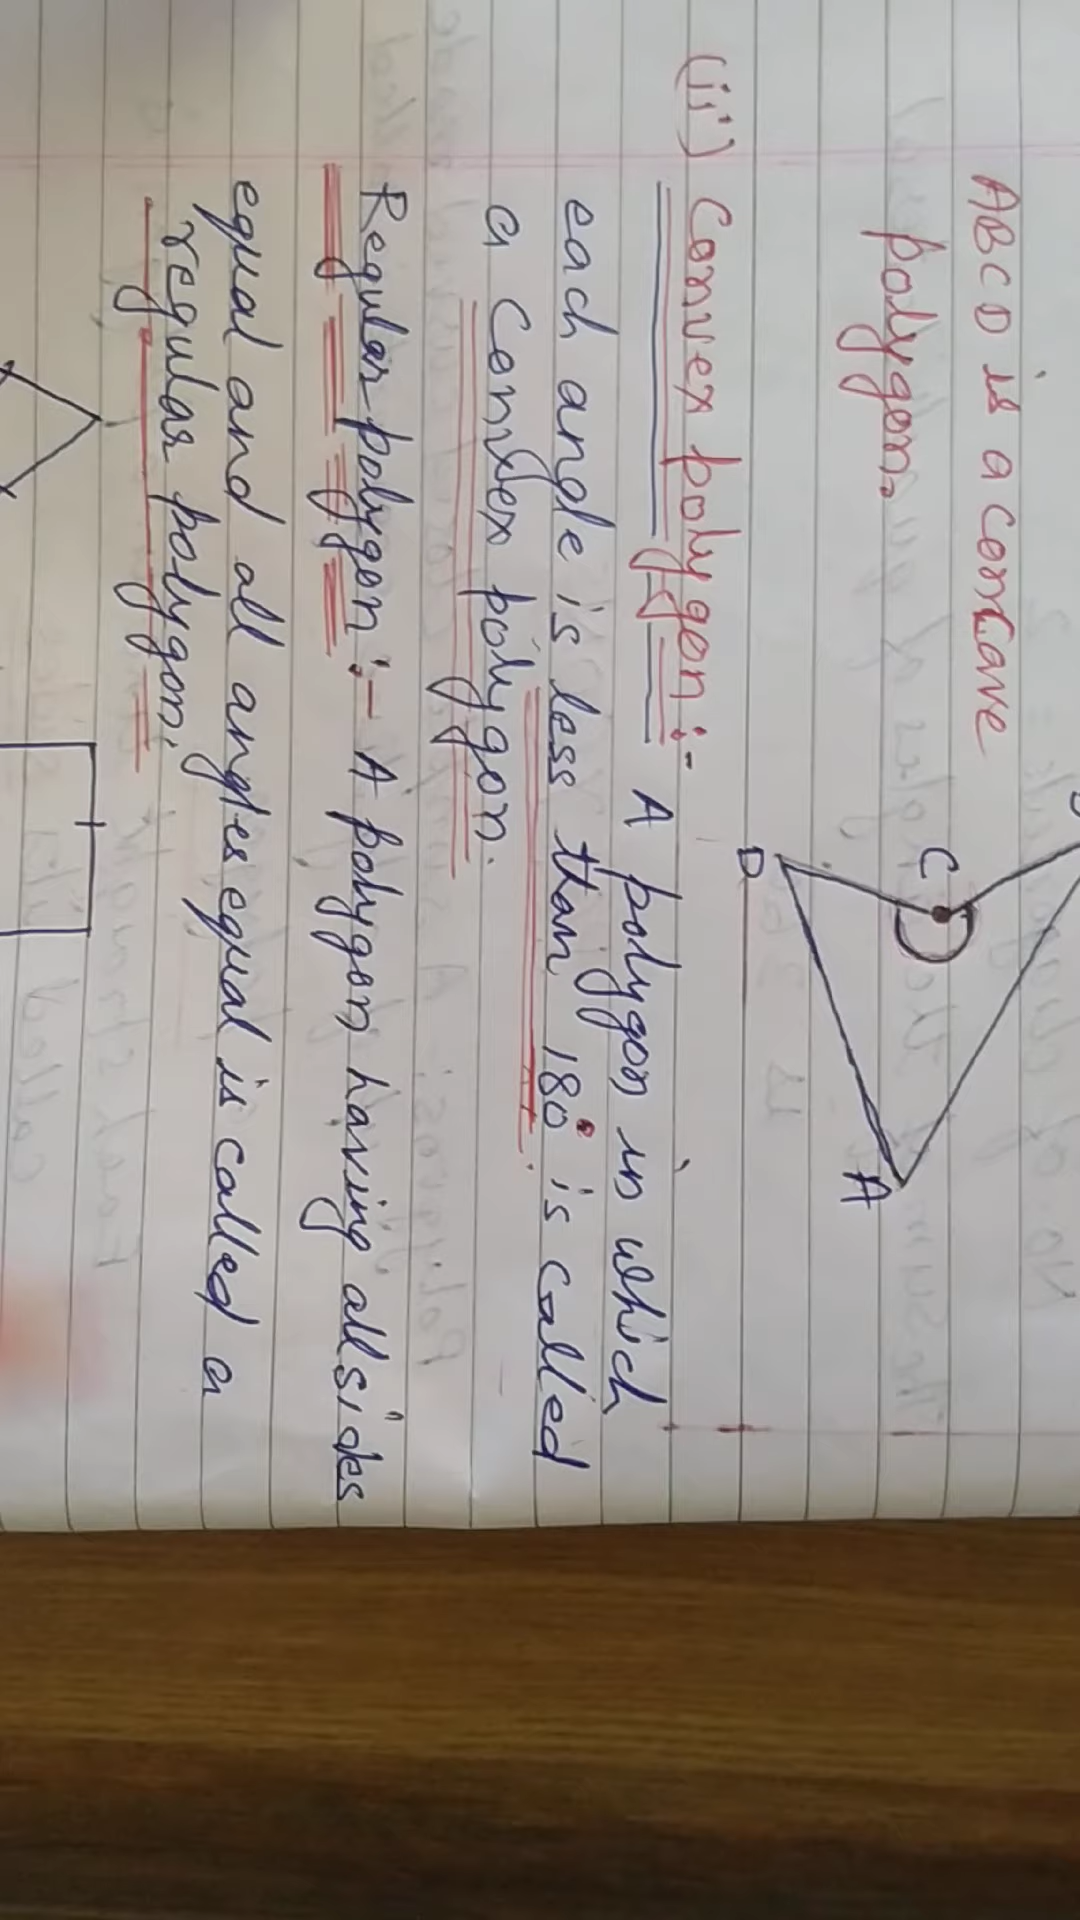 ABCD is a concave
polygon.
C
D
A
(ii) Convex polygon :- A polygon in which
each angle is less than 180° is called
a Convex polygon.
Regular polygon :- A polygon having all sides
equal and all angles equal is called a
regular polygon.